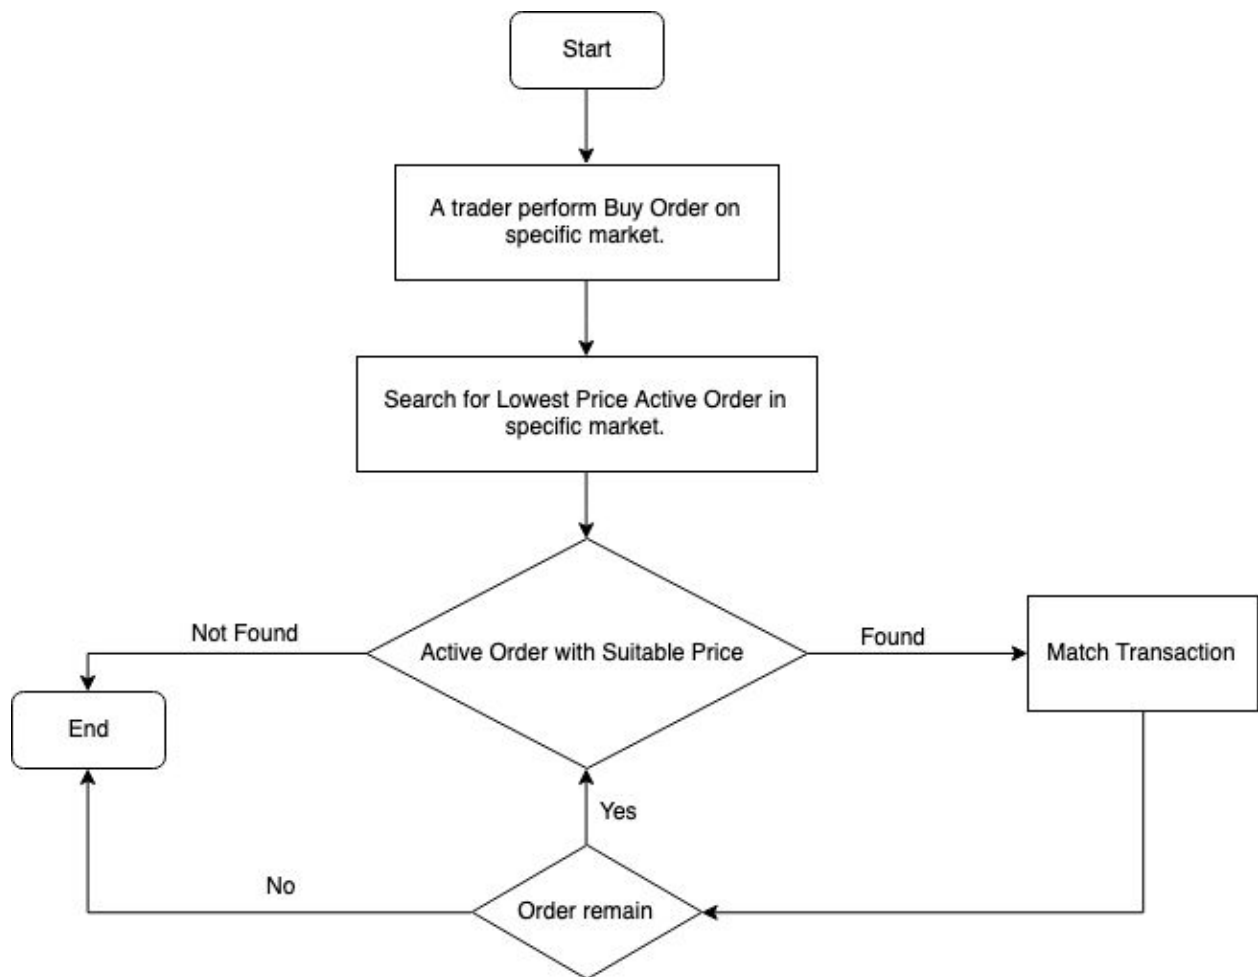 Start
A trader perform Buy Order on
specific market.
Search for Lowest Price Active Order in
specific market.
Not Found
Active Order with Suitable Price
Found
Match Transaction
End
Yes
No
Order remain